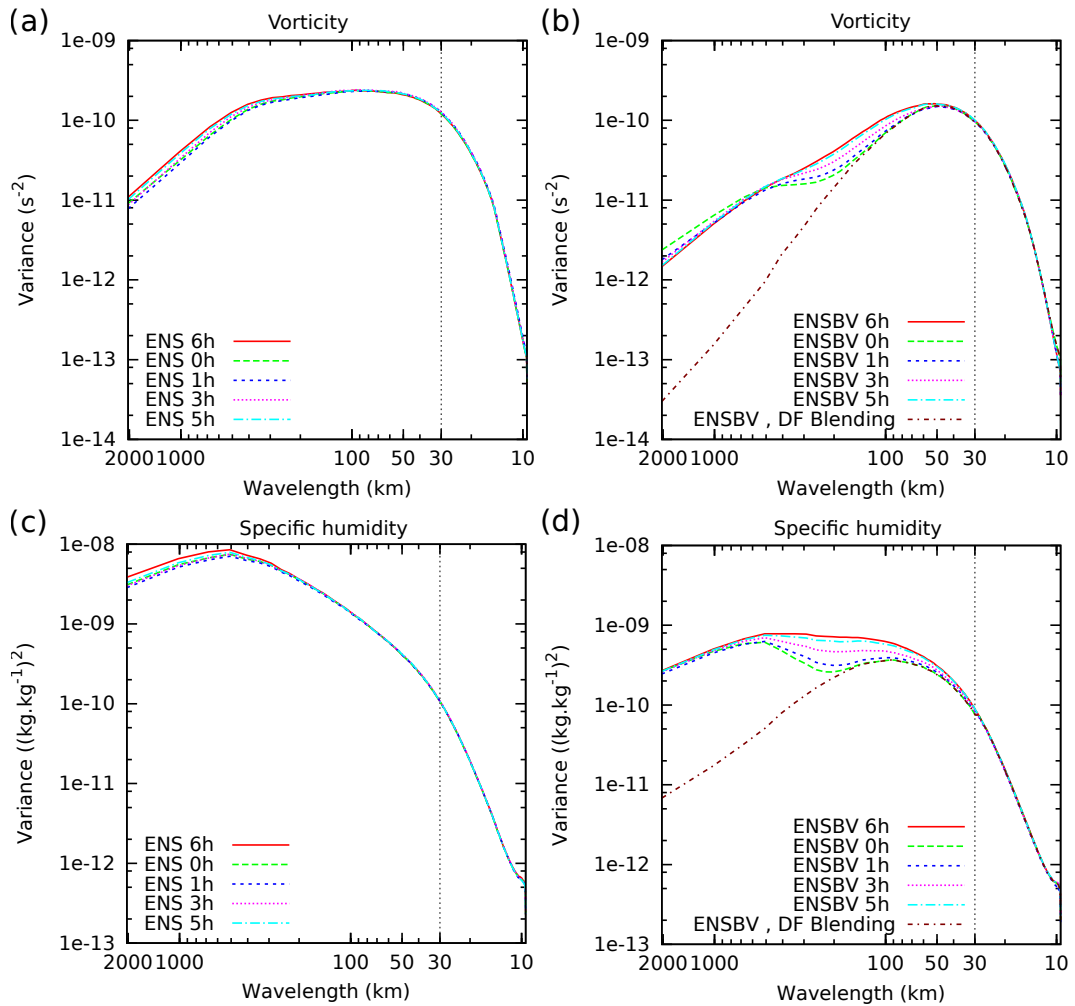 (a)
Vorticity
1e-09
1e-10
1e-11
1e-12
1e-13
1e-14
Variance (s⁻²)
ENS 6h
ENS 0h
ENS 1h
ENS 3h
ENS 5h
2000 1000 100 50 30 10
Wavelength (km)
(b)
Vorticity
1e-09
1e-10
1e-11
1e-12
1e-13
1e-14
Variance (s⁻²)
ENSBV 6h
ENSBV 0h
ENSBV 1h
ENSBV 3h
ENSBV 5h
ENSBV , DF Blending
2000 1000 100 50 30 10
Wavelength (km)
(c)
Specific humidity
1e-08
1e-09
1e-10
1e-11
1e-12
1e-13
Variance ((kg.kg⁻¹)²)
ENS 6h
ENS 0h
ENS 1h
ENS 3h
ENS 5h
2000 1000 100 50 30 10
Wavelength (km)
(d)
Specific humidity
1e-08
1e-09
1e-10
1e-11
1e-12
1e-13
Variance ((kg.kg⁻¹)²)
ENSBV 6h
ENSBV 0h
ENSBV 1h
ENSBV 3h
ENSBV 5h
ENSBV , DF Blending
2000 1000 100 50 30 10
Wavelength (km)